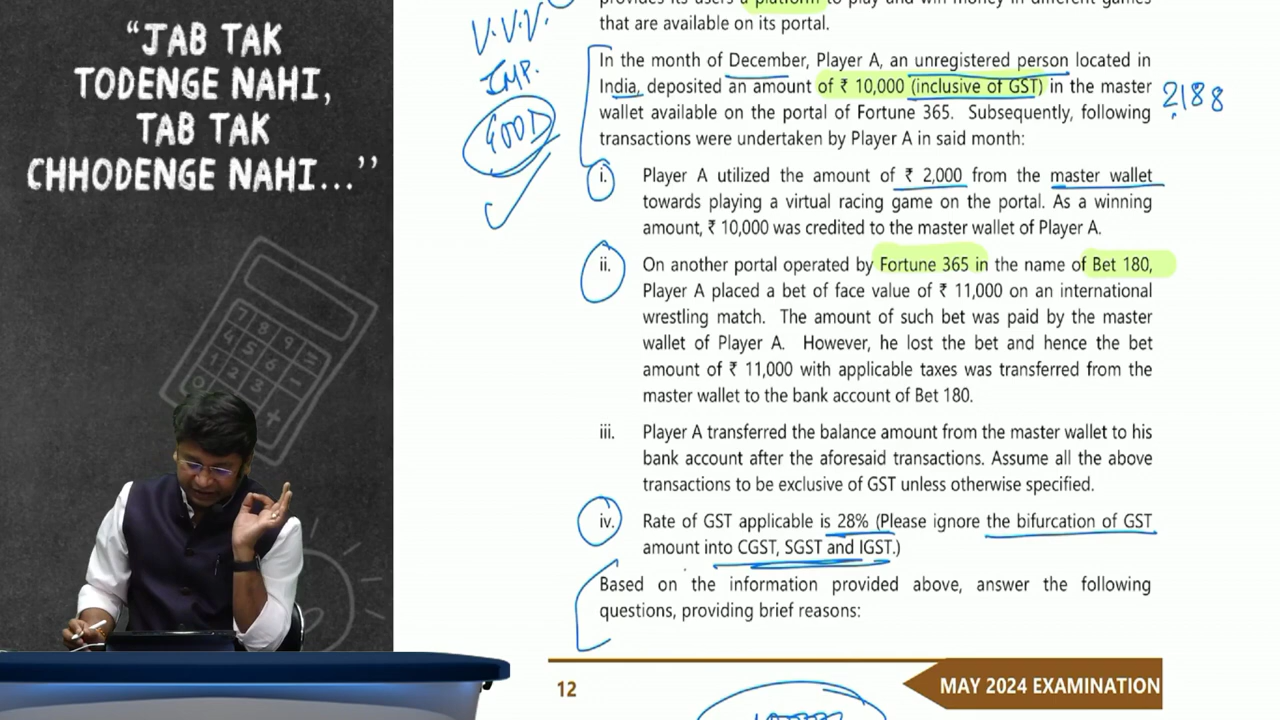 “JAB TAK
TODENGE NAHI,
TAB TAK
CHHODENGE NAHI...’’
V.V.V.
IMP.
GOOD
provides its users a platform to play and win money in different games
that are available on its portal.
In the month of December, Player A, an unregistered person located in
India, deposited an amount of ₹ 10,000 (inclusive of GST) in the master
wallet available on the portal of Fortune 365. Subsequently, following
transactions were undertaken by Player A in said month:
2188
i. Player A utilized the amount of ₹ 2,000 from the master wallet
towards playing a virtual racing game on the portal. As a winning
amount, ₹ 10,000 was credited to the master wallet of Player A.
ii. On another portal operated by Fortune 365 in the name of Bet 180,
Player A placed a bet of face value of ₹ 11,000 on an international
wrestling match. The amount of such bet was paid by the master
wallet of Player A. However, he lost the bet and hence the bet
amount of ₹ 11,000 with applicable taxes was transferred from the
master wallet to the bank account of Bet 180.
iii. Player A transferred the balance amount from the master wallet to his
bank account after the aforesaid transactions. Assume all the above
transactions to be exclusive of GST unless otherwise specified.
iv. Rate of GST applicable is 28% (Please ignore the bifurcation of GST
amount into CGST, SGST and IGST.)
Based on the information provided above, answer the following
questions, providing brief reasons:
12
MAY 2024 EXAMINATION